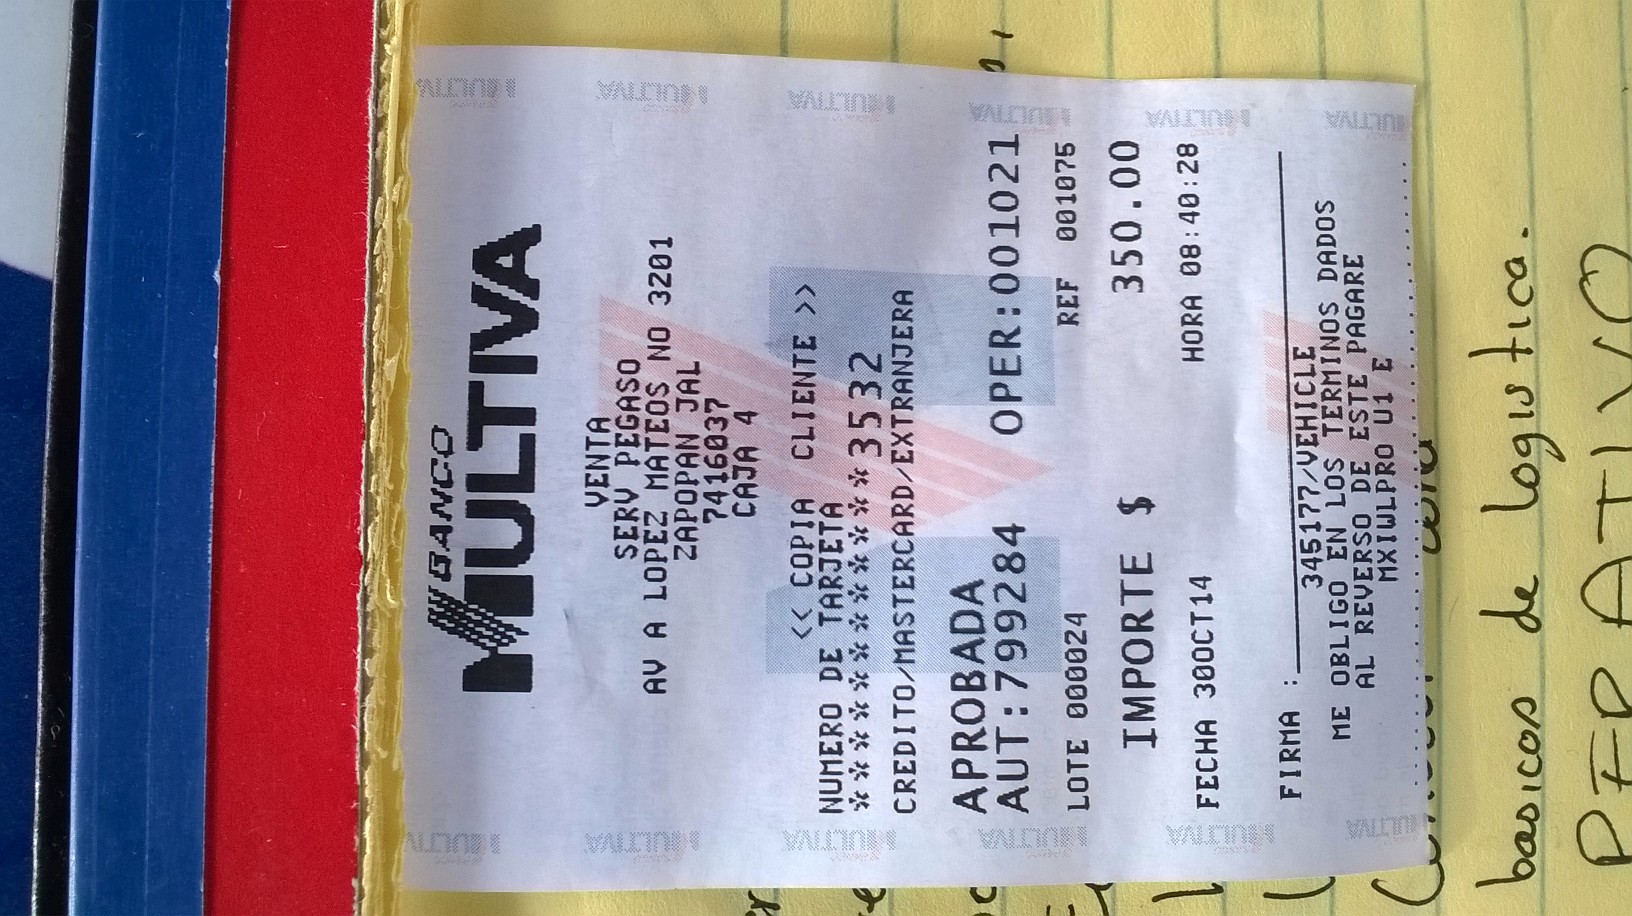 BANCO
MULTIVA
VENTA
SERV PEGASO
AV A LOPEZ MATEOS NO 3201
ZAPOPAN JAL
7416037
CAJA 4
<< COPIA CLIENTE >>
NUMERO DE TARJETA
************3532
CREDITO/MASTERCARD/EXTRANJERA
APROBADA
AUT:799284 OPER:001021
LOTE 000024 REF 001075
IMPORTE $ 350.00
FECHA 30OCT14 HORA 08:40:28
FIRMA :
345177/VEHICLE
ME OBLIGO EN LOS TERMINOS DADOS
AL REVERSO DE ESTE PAGARE
MXIWLPRO U1 E
basicos de logistica.